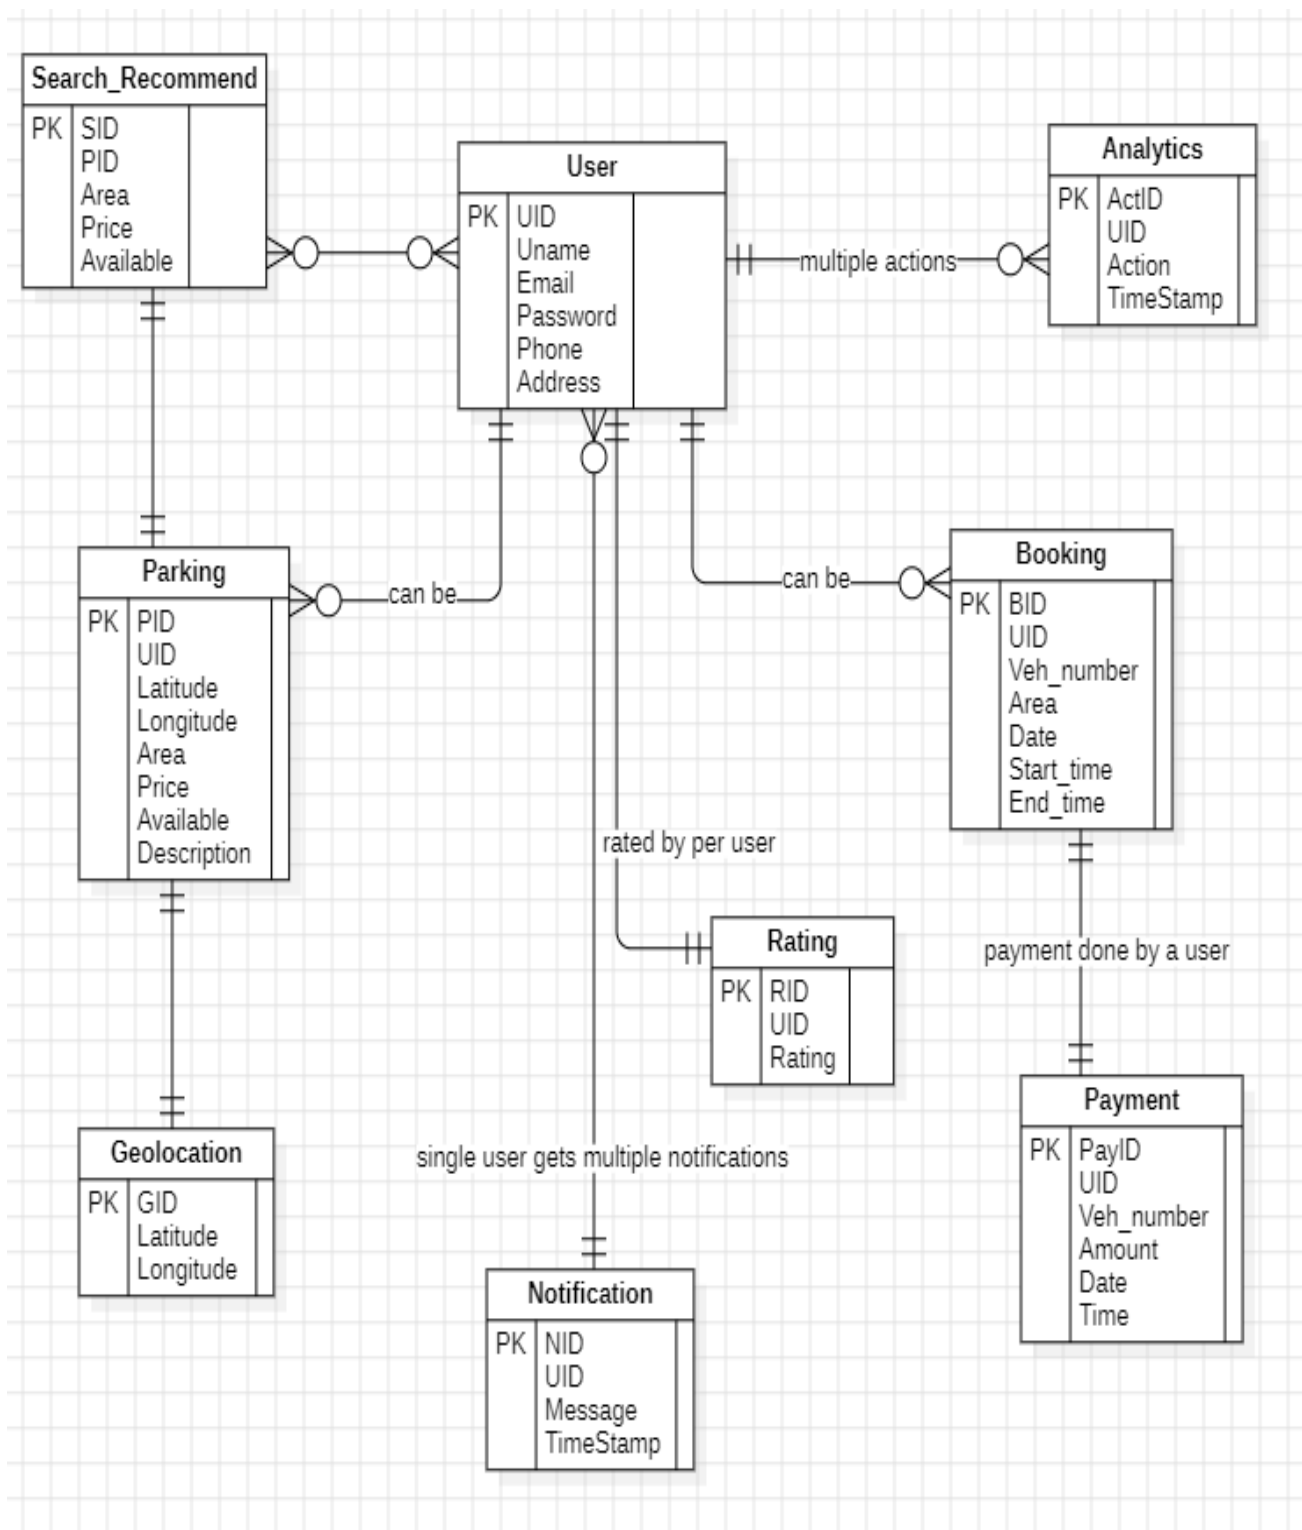 Search_Recommend
PK SID
PID
Area
Price
Available
User
PK UID
Uname
Email
Password
Phone
Address
Analytics
PK ActID
UID
Action
TimeStamp
multiple actions
Parking
PK PID
UID
Latitude
Longitude
Area
Price
Available
Description
can be
can be
Booking
PK BID
UID
Veh_number
Area
Date
Start_time
End_time
rated by per user
Rating
PK RID
UID
Rating
payment done by a user
Geolocation
PK GID
Latitude
Longitude
single user gets multiple notifications
Notification
PK NID
UID
Message
TimeStamp
Payment
PK PayID
UID
Veh_number
Amount
Date
Time